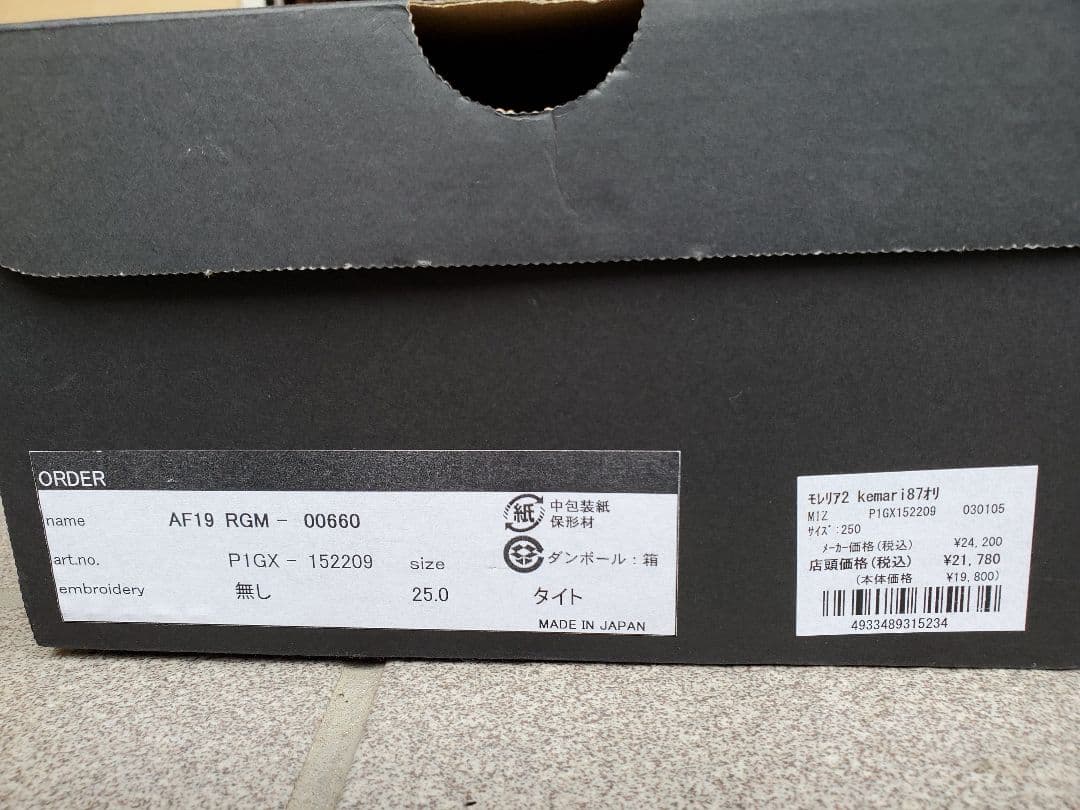 ORDER
name AF19 RGM - 00660
art.no. P1GX - 152209 size
embroidery 無し 25.0 タイト
紙 中包装紙
保形材
ダンボール：箱
MADE IN JAPAN
モレリア2 kemari87オリ
MIZ P1GX152209 030105
サイズ:250
メーカー価格(税込) ¥24,200
店頭価格(税込) ¥21,780
(本体価格 ¥19,800)
4933489315234